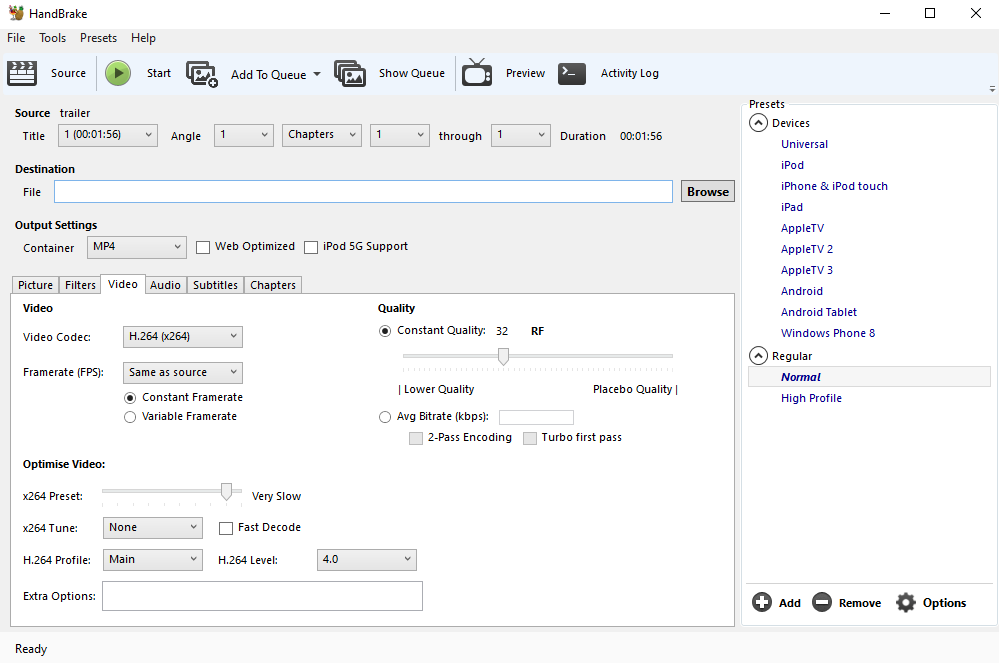 HandBrake
File Tools Presets Help
Source Start Add To Queue Show Queue Preview Activity Log
Source trailer
Title 1 (00:01:56) Angle 1 Chapters 1 through 1 Duration 00:01:56
Destination
File Browse
Output Settings
Container MP4 Web Optimized iPod 5G Support
Picture Filters Video Audio Subtitles Chapters
Video
Video Codec: H.264 (x264)
Framerate (FPS): Same as source
Constant Framerate
Variable Framerate
Quality
Constant Quality: 32 RF
| Lower Quality Placebo Quality |
Avg Bitrate (kbps):
2-Pass Encoding Turbo first pass
Optimise Video:
x264 Preset: Very Slow
x264 Tune: None Fast Decode
H.264 Profile: Main H.264 Level: 4.0
Extra Options:
Presets
Devices
Universal
iPod
iPhone & iPod touch
iPad
AppleTV
AppleTV 2
AppleTV 3
Android
Android Tablet
Windows Phone 8
Regular
Normal
High Profile
Add Remove Options
Ready